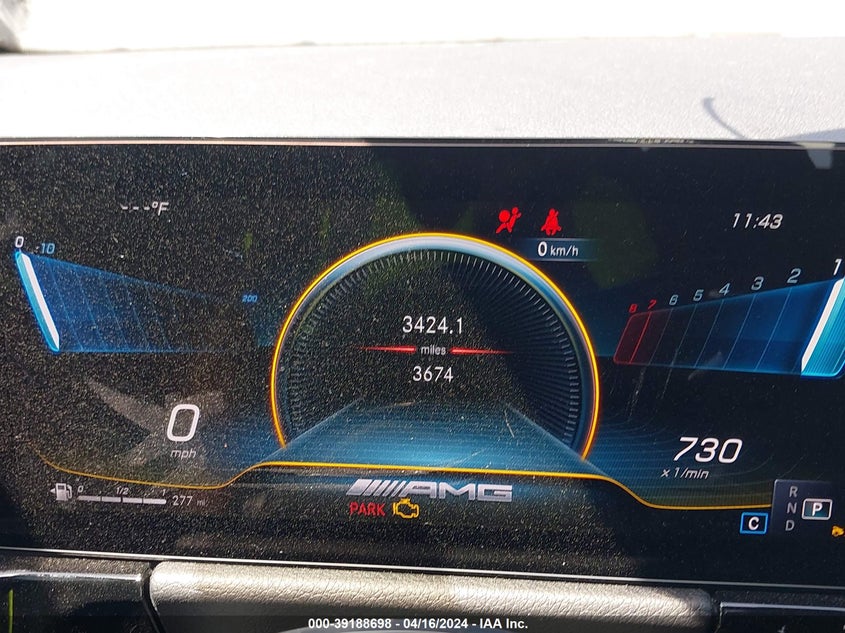 ---°F
11:43
0 km/h
0 10
200
8 7 6 5 4 3 2 1
3424.1
miles
3674
0
mph
730
x 1/min
0 1/2 1
277 mi
AMG
PARK
R
N P
D
C
000-39188698 - 04/16/2024 - IAA Inc.